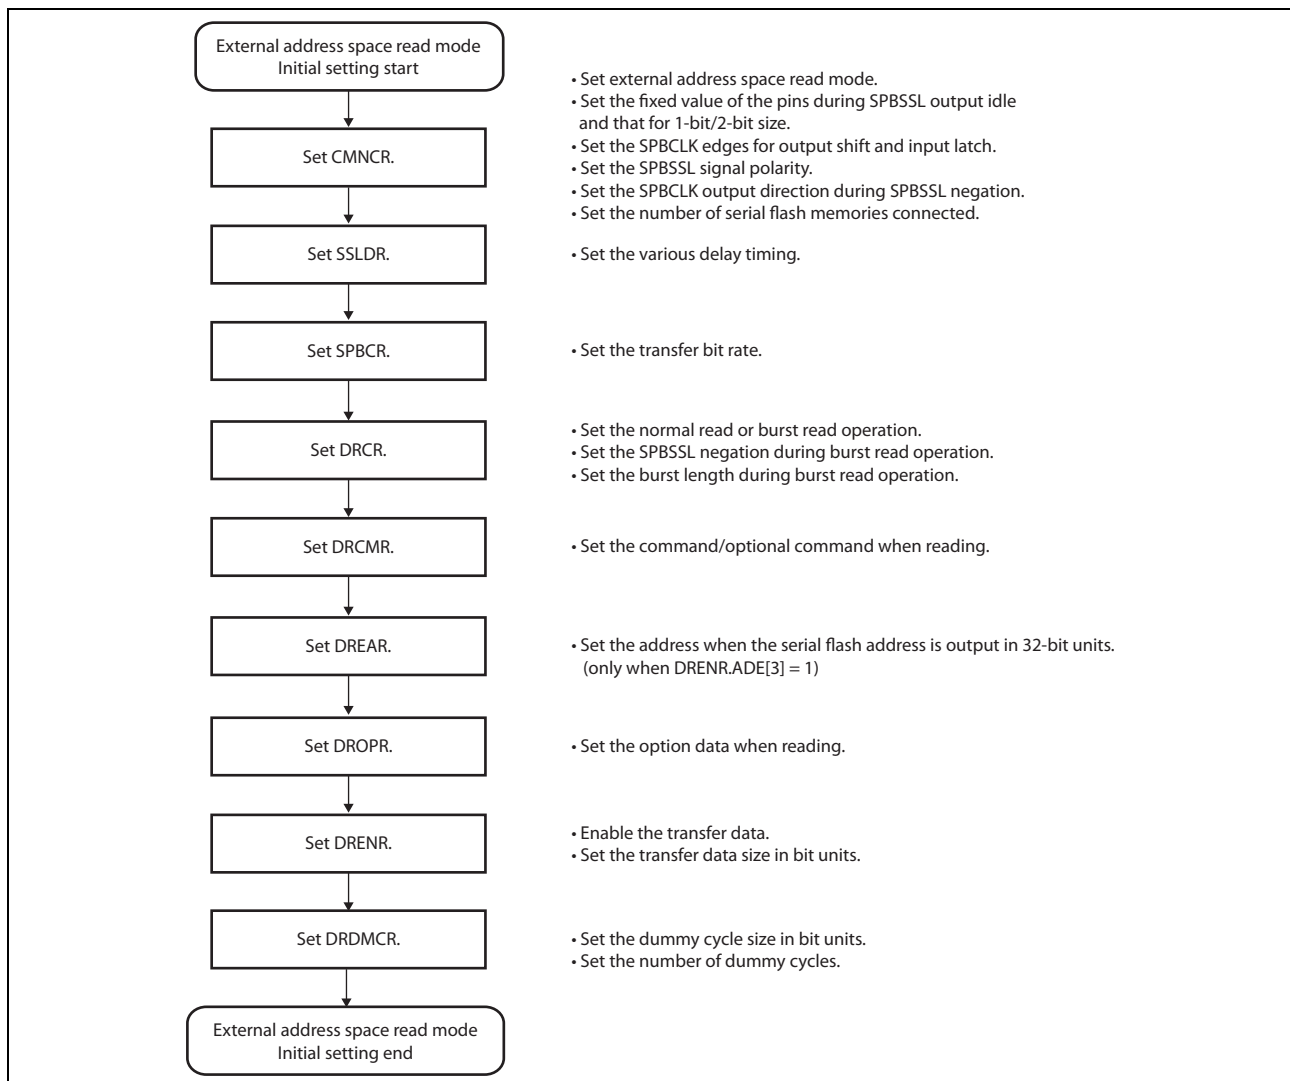 External address space read mode
Initial setting start
• Set external address space read mode.
• Set the fixed value of the pins during SPBSSL output idle
and that for 1-bit/2-bit size.
• Set the SPBCLK edges for output shift and input latch.
• Set the SPBSSL signal polarity.
• Set the SPBCLK output direction during SPBSSL negation.
• Set the number of serial flash memories connected.
Set CMNCR.
Set SSLDR.
• Set the various delay timing.
Set SPBCR.
• Set the transfer bit rate.
Set DRCR.
• Set the normal read or burst read operation.
• Set the SPBSSL negation during burst read operation.
• Set the burst length during burst read operation.
Set DRCMR.
• Set the command/optional command when reading.
Set DREAR.
• Set the address when the serial flash address is output in 32-bit units.
(only when DRENR.ADE[3] = 1)
Set DROPR.
• Set the option data when reading.
Set DRENR.
• Enable the transfer data.
• Set the transfer data size in bit units.
Set DRDMCR.
• Set the dummy cycle size in bit units.
• Set the number of dummy cycles.
External address space read mode
Initial setting end